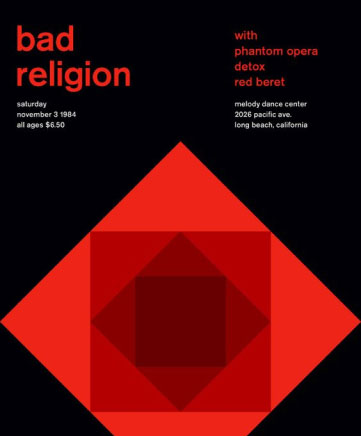 bad
religion
with
phantom opera
detox
red beret
saturday
november 3 1984
all ages $6.50
melody dance center
2026 pacific ave.
long beach, california